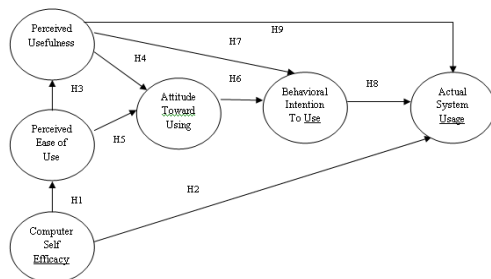 Perceived
Usefulness
H9
H7
H4
H3
Attitude
Toward
Using
H6
Behavioral
Intention
To Use
H8
Actual
System
Usage
Perceived
Ease of
Use
H5
H2
H1
Computer
Self
Efficacy